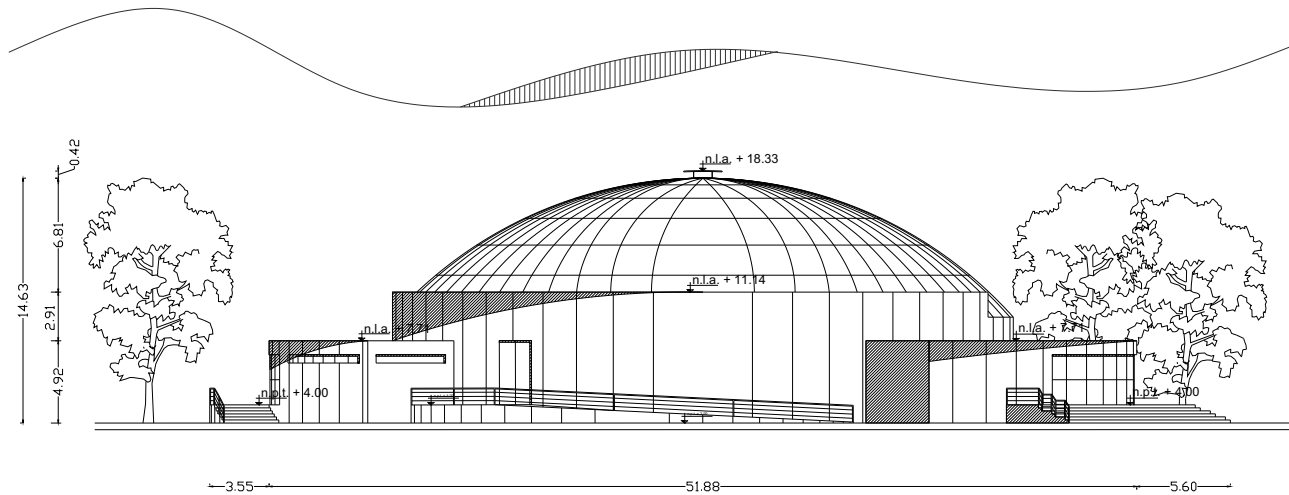 0.42
n.l.a. + 18.33
6.81
14.63
n.l.a. + 11.14
2.91
n.l.a. + 7.71
n.l.a. + 7.71
4.92
n.p.t. + 4.00
n.p.t. + 4.00
3.55
51.88
5.60